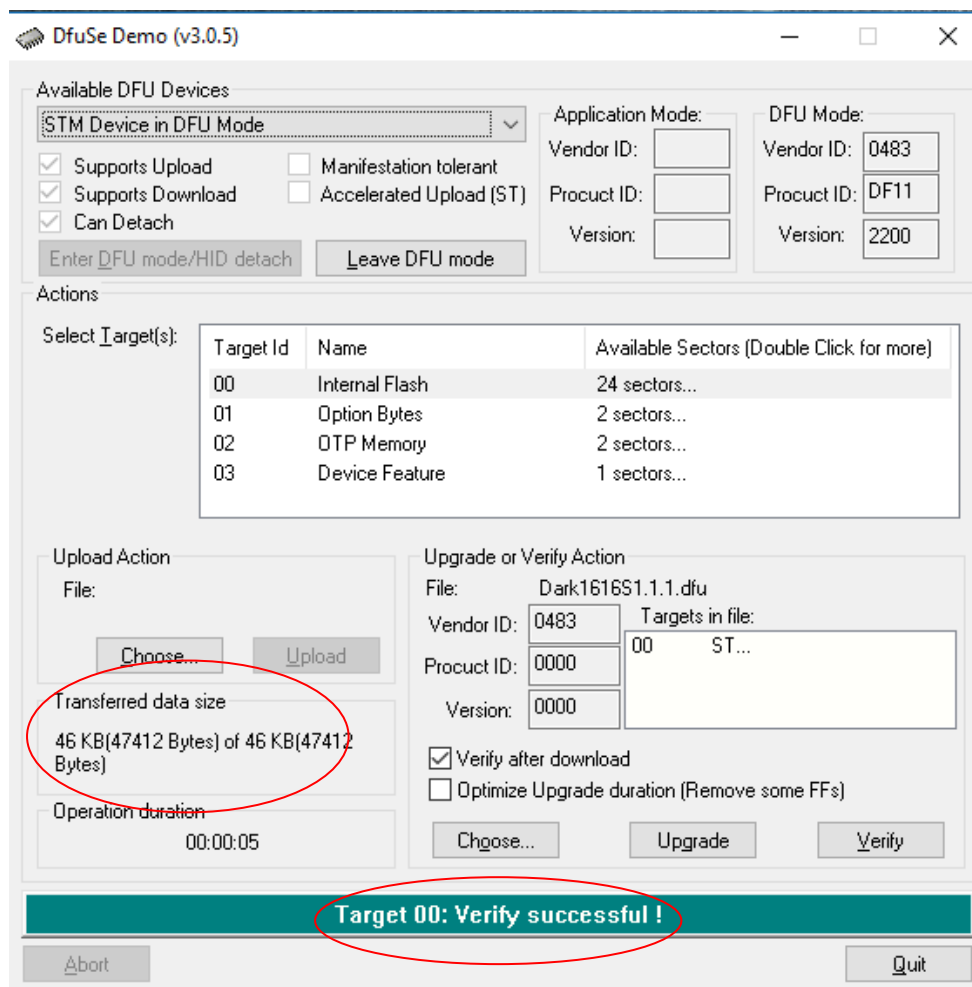 DfuSe Demo (v3.0.5)
Available DFU Devices
STM Device in DFU Mode
Supports Upload
Manifestation tolerant
Supports Download
Accelerated Upload (ST)
Can Detach
Enter DFU mode/HID detach
Leave DFU mode
Application Mode:
Vendor ID:
Procuct ID:
Version:
DFU Mode:
Vendor ID: 0483
Procuct ID: DF11
Version: 2200
Actions
Select Target(s):
Target Id Name Available Sectors (Double Click for more)
00 Internal Flash 24 sectors...
01 Option Bytes 2 sectors...
02 OTP Memory 2 sectors...
03 Device Feature 1 sectors...
Upload Action
File:
Choose...
Upload
Transferred data size
46 KB(47412 Bytes) of 46 KB(47412
Bytes)
Operation duration
00:00:05
Upgrade or Verify Action
File: Dark1616S1.1.1.dfu
Vendor ID: 0483
Procuct ID: 0000
Version: 0000
Targets in file:
00 ST...
Verify after download
Optimize Upgrade duration (Remove some FFs)
Choose...
Upgrade
Verify
Target 00: Verify successful !
Abort
Quit